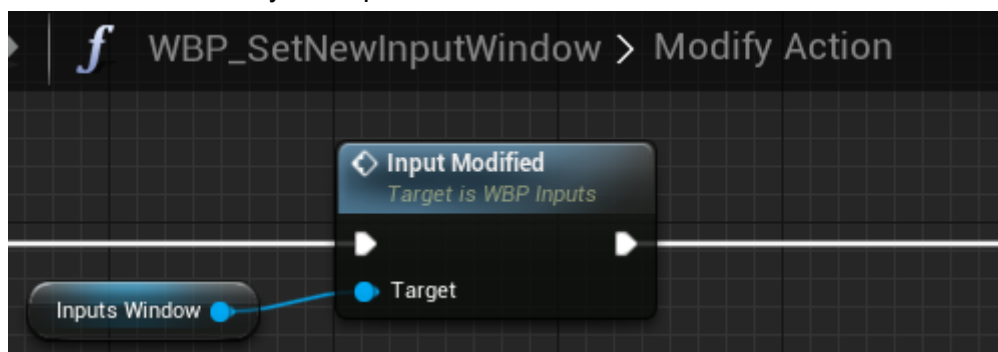 f WBP_SetNewInputWindow > Modify Action
Input Modified
Target is WBP Inputs
Target
Inputs Window